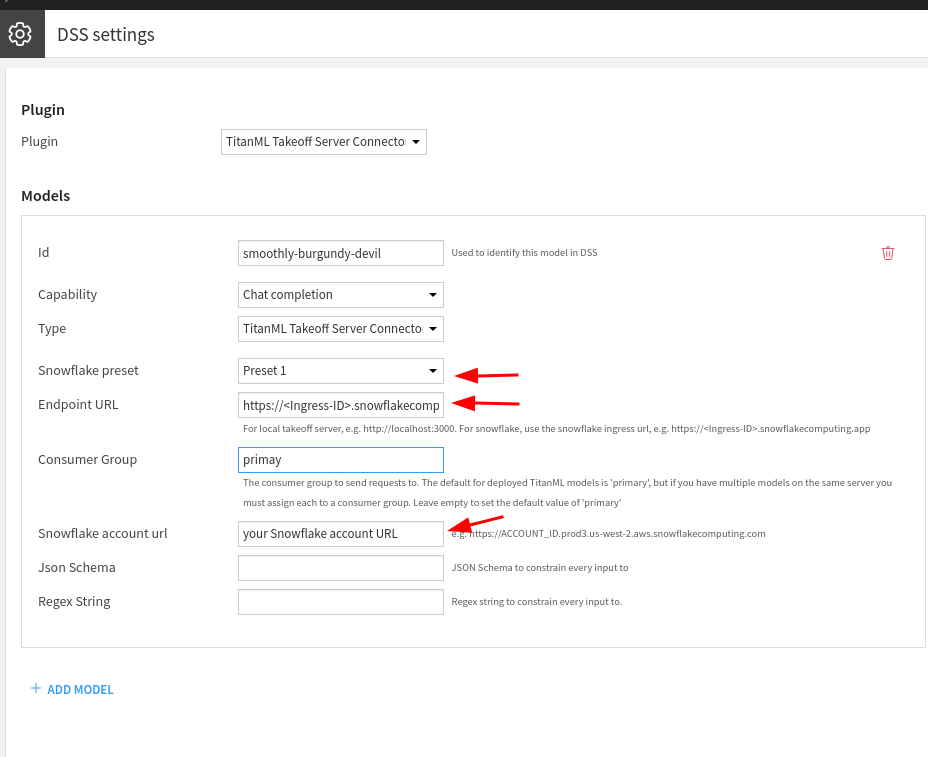 DSS settings
Plugin
Plugin TitanML Takeoff Server Connecto
Models
Id smoothly-burgundy-devil Used to identify this model in DSS
Capability Chat completion
Type TitanML Takeoff Server Connecto
Snowflake preset Preset 1
Endpoint URL https://<Ingress-ID>.snowflakecomp
For local takeoff server, e.g. http://localhost:3000. For snowflake, use the snowflake ingress url, e.g. https://<Ingress-ID>.snowflakecomputing.app
Consumer Group primay
The consumer group to send requests to. The default for deployed TitanML models is 'primary', but if you have multiple models on the same server you
must assign each to a consumer group. Leave empty to set the default value of 'primary'
Snowflake account url your Snowflake account URL e.g. https://ACCOUNT_ID.prod3.us-west-2.aws.snowflakecomputing.com
Json Schema JSON Schema to constrain every input to
Regex String Regex string to constrain every input to.
+ ADD MODEL